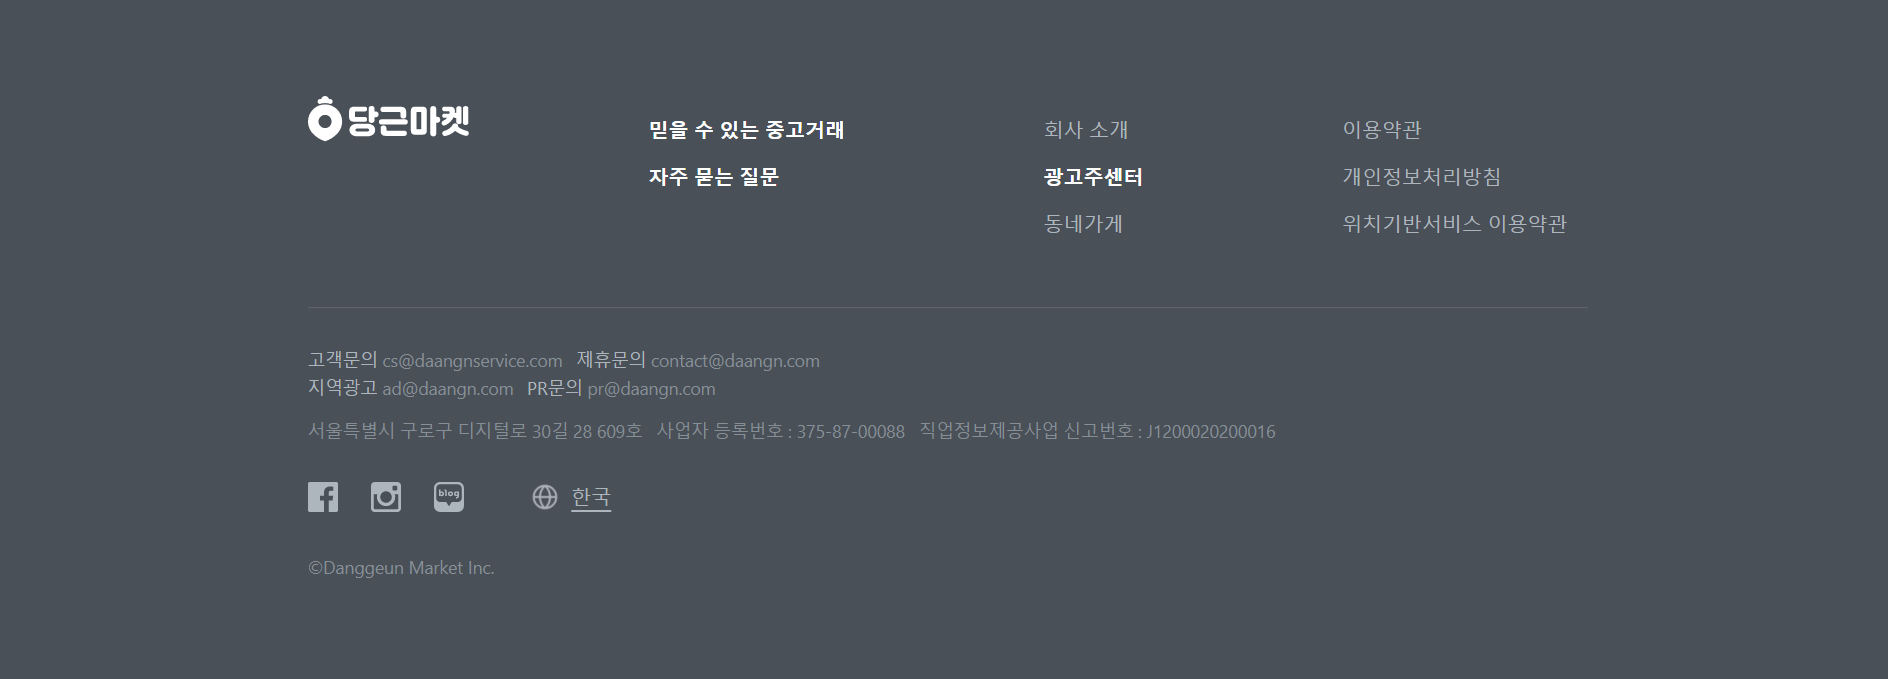 당근마켓
믿을 수 있는 중고거래
자주 묻는 질문
회사 소개
광고주센터
동네가게
이용약관
개인정보처리방침
위치기반서비스 이용약관
고객문의 cs@daangnservice.com 제휴문의 contact@daangn.com
지역광고 ad@daangn.com PR문의 pr@daangn.com
서울특별시 구로구 디지털로 30길 28 609호 사업자 등록번호 : 375-87-00088 직업정보제공사업 신고번호 : J1200020200016
blog
한국
©Danggeun Market Inc.